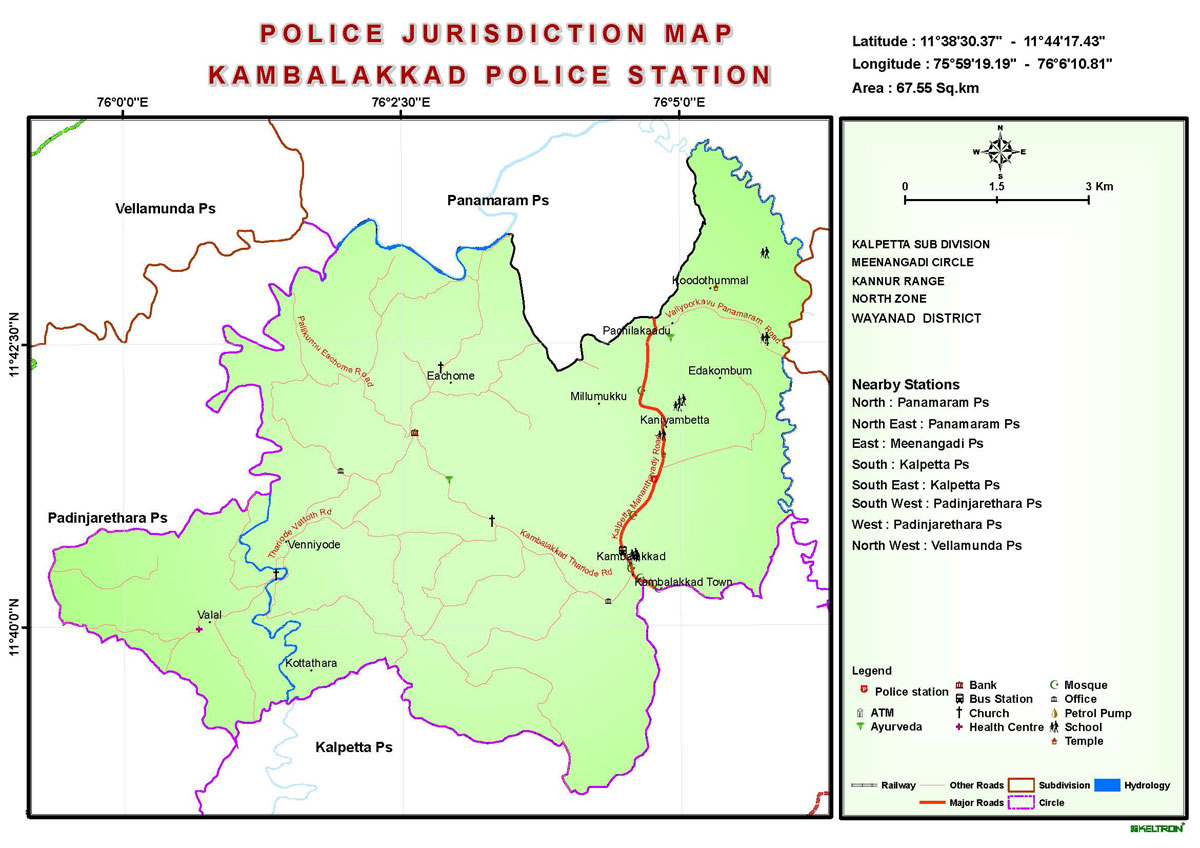 POLICE JURISDICTION MAP
KAMBALAKKAD POLICE STATION
Latitude : 11°38'30.37" - 11°44'17.43"
Longitude : 75°59'19.19" - 76°6'10.81"
Area : 67.55 Sq.km
76°0'0"E
76°2'30"E
76°5'0"E
11°42'30"N
11°40'0"N
Vellamunda Ps
Panamaram Ps
Koodothummal
Valiyoorkavu Panamaram Road
Pachilakaadu
Pallikunnu Eachome Road
Eachome
Edakombum
Millumukku
Kaniyambetta
Kalpetta Mananthavady Road
Padinjarethara Ps
Thariode Vattoth Rd
Venniyode
Kambalakkad Thariode Rd
Kambalakkad
Kambalakkad Town
Valal
Kottathara
Kalpetta Ps
N
W E
S
0 1.5 3 Km
KALPETTA SUB DIVISION
MEENANGADI CIRCLE
KANNUR RANGE
NORTH ZONE
WAYANAD DISTRICT
Nearby Stations
North : Panamaram Ps
North East : Panamaram Ps
East : Meenangadi Ps
South : Kalpetta Ps
South East : Kalpetta Ps
South West : Padinjarethara Ps
West : Padinjarethara Ps
North West : Vellamunda Ps
Legend
Police station
ATM
Ayurveda
Bank
Bus Station
Church
Health Centre
Mosque
Office
Petrol Pump
School
Temple
Railway
Other Roads
Subdivision
Hydrology
Major Roads
Circle
KELTRON